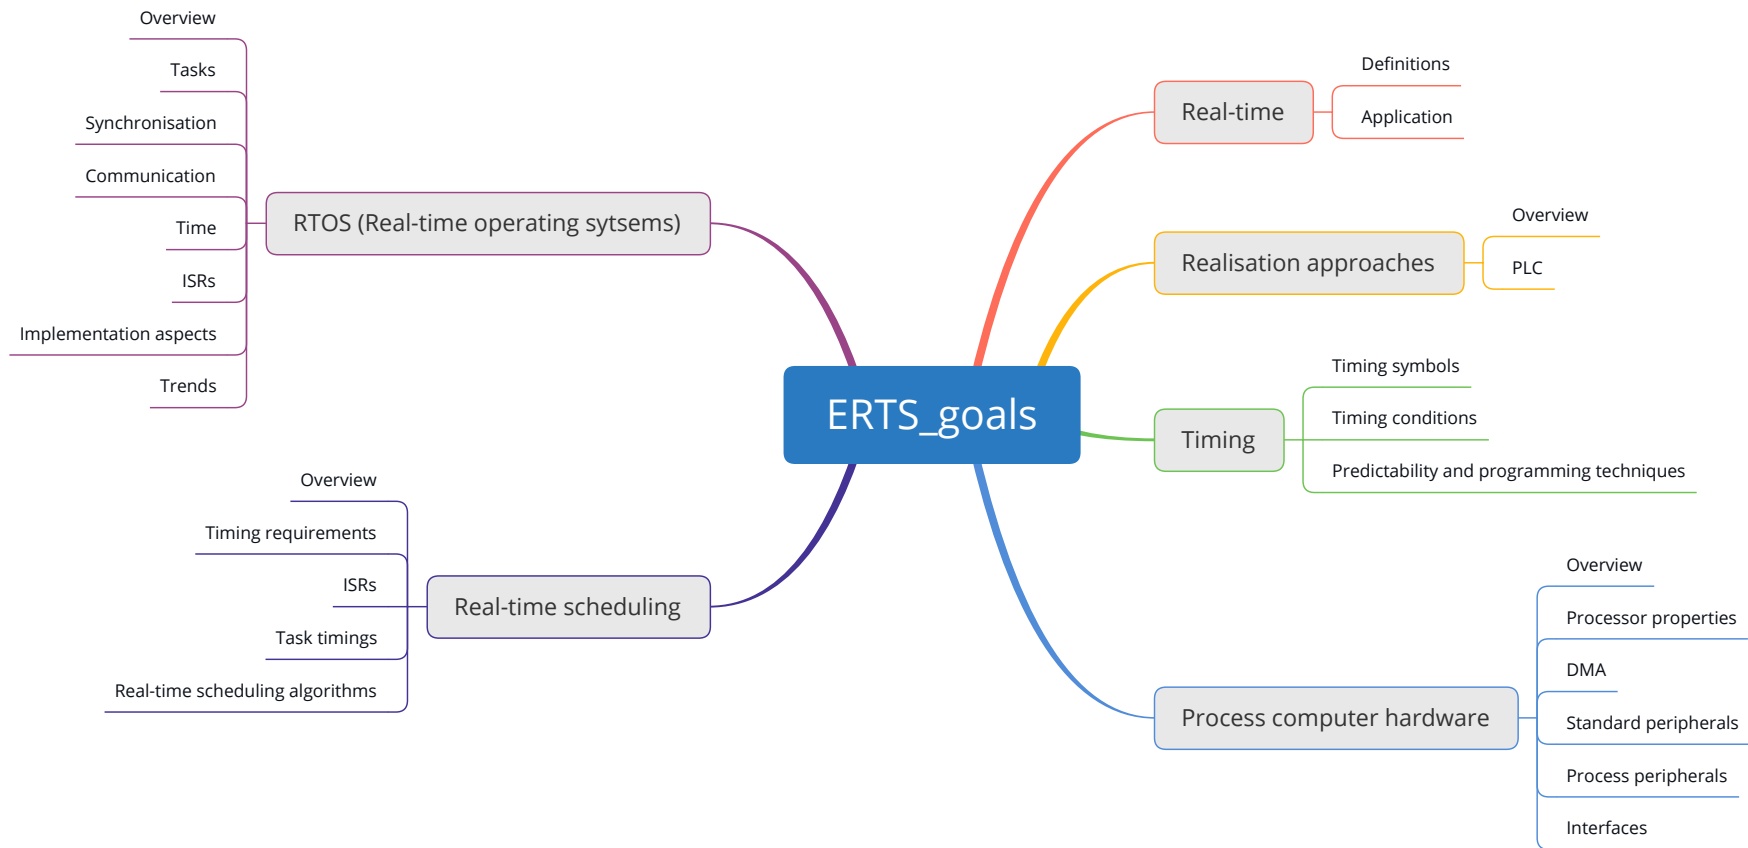 ERTS_goals
Real-time
Definitions
Application
Realisation approaches
Overview
PLC
Timing
Timing symbols
Timing conditions
Predictability and programming techniques
Process computer hardware
Overview
Processor properties
DMA
Standard peripherals
Process peripherals
Interfaces
RTOS (Real-time operating sytsems)
Overview
Tasks
Synchronisation
Communication
Time
ISRs
Implementation aspects
Trends
Real-time scheduling
Overview
Timing requirements
ISRs
Task timings
Real-time scheduling algorithms